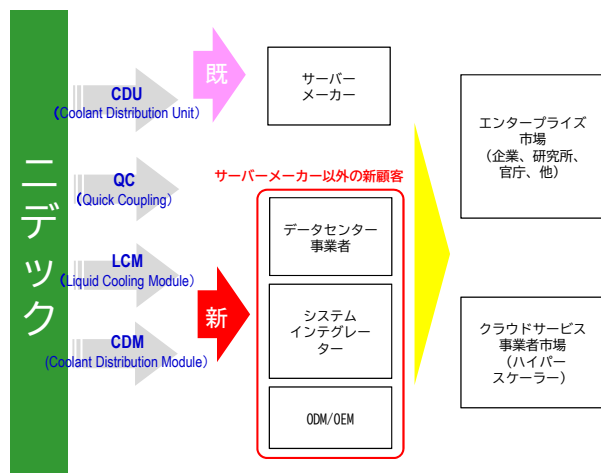 ニデック
CDU
(Coolant Distribution Unit)
QC
(Quick Coupling)
LCM
(Liquid Cooling Module)
CDM
(Coolant Distribution Module)
既
新
サーバー
メーカー
サーバーメーカー以外の新顧客
データセンター
事業者
システム
インテグレー
ター
ODM/OEM
エンタープライズ
市場
（企業、研究所、
官庁、他）
クラウドサービス
事業者市場
（ハイパー
スケーラー）